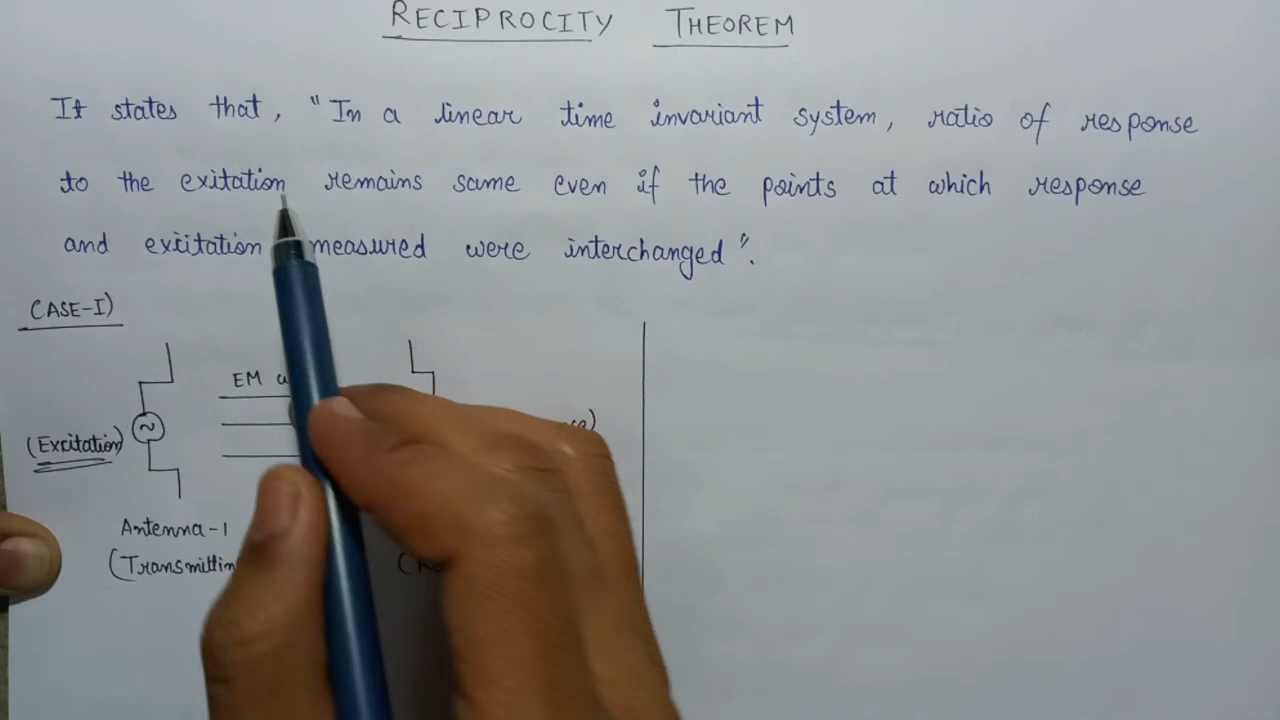 RECIPROCITY THEOREM
It states that, "In a linear time invariant system, ratio of response
to the exitation remains same even if the points at which response
and exitation measured were interchanged".
CASE-I)
EM
(Excitation)
Antenna-1